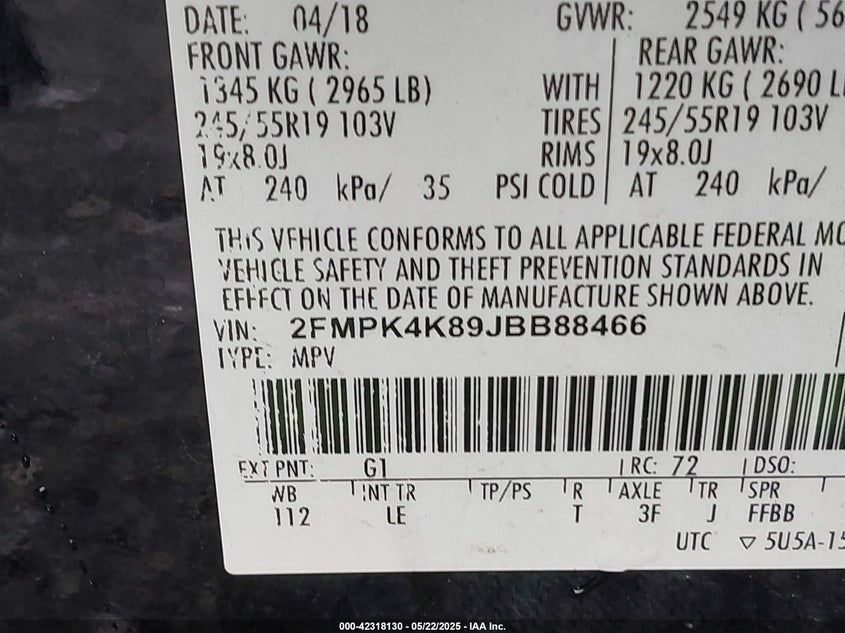 DATE: 04/18 GVWR: 2549 KG ( 56
FRONT GAWR: REAR GAWR:
1345 KG ( 2965 LB) WITH 1220 KG ( 2690 L
245/55R19 103V TIRES 245/55R19 103V
19x8.0J RIMS 19x8.0J
AT 240 kPa/ 35 PSI COLD AT 240 kPa/
THIS VEHICLE CONFORMS TO ALL APPLICABLE FEDERAL MO
VEHICLE SAFETY AND THEFT PREVENTION STANDARDS IN
EFFECT ON THE DATE OF MANUFACTURE SHOWN ABOVE.
VIN: 2FMPK4K89JBB88466
TYPE: MPV
EXT PNT: G1 RC: 72 DSO:
WB INT TR TP/PS R AXLE TR SPR
112 LE T 3F J FFBB
UTC ▽ 5U5A-15
000-42318130 - 05/22/2025 - IAA Inc.